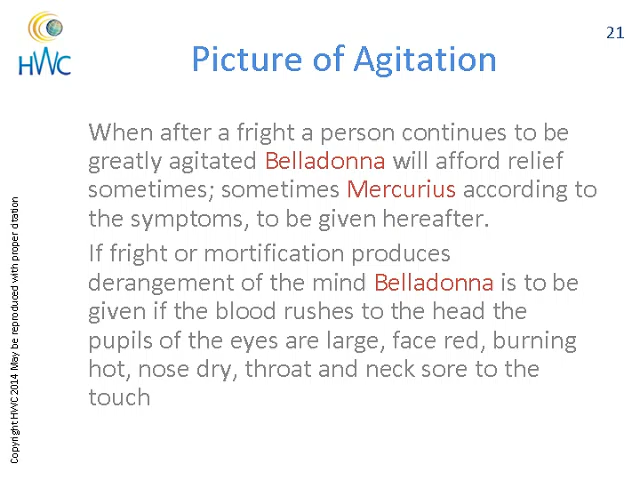 21
HWC
Picture of Agitation
When after a fright a person continues to be
greatly agitated Belladonna will afford relief
sometimes; sometimes Mercurius according to
the symptoms, to be given hereafter.
If fright or mortification produces
derangement of the mind Belladonna is to be
given if the blood rushes to the head the
pupils of the eyes are large, face red, burning
hot, nose dry, throat and neck sore to the
touch
Copyright HWC 2014 May be reproduced with proper citation